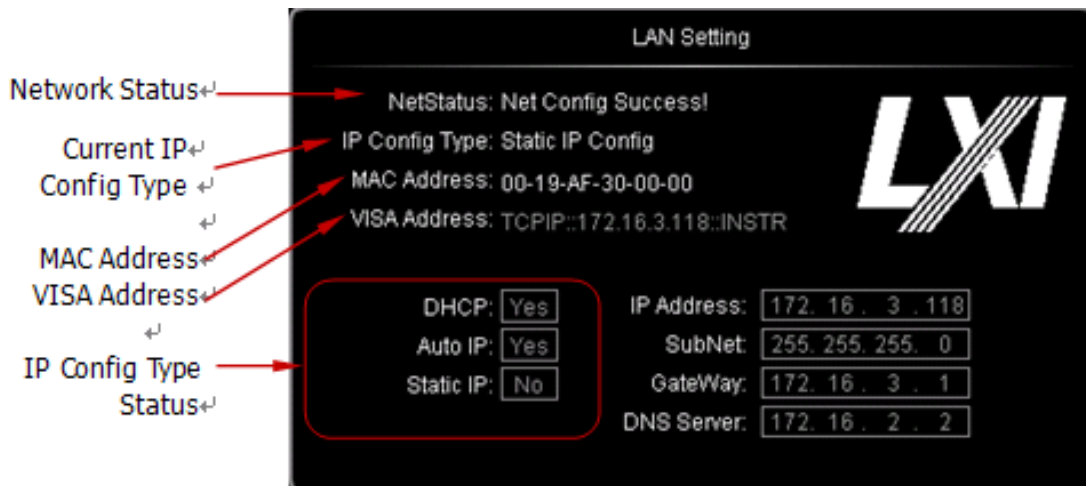 LAN Setting
Network Status↵
NetStatus: Net Config Success!
Current IP↵
Config Type ↵
↵
IP Config Type: Static IP Config
MAC Address↵
MAC Address: 00-19-AF-30-00-00
VISA Address↵
↵
VISA Address: TCPIP::172.16.3.118::INSTR
LXI
IP Config Type
Status↵
DHCP: Yes
Auto IP: Yes
Static IP: No
IP Address: 172. 16 . 3 .118
SubNet: 255. 255. 255. 0
GateWay: 172. 16 . 3 . 1
DNS Server: 172. 16 . 2 . 2